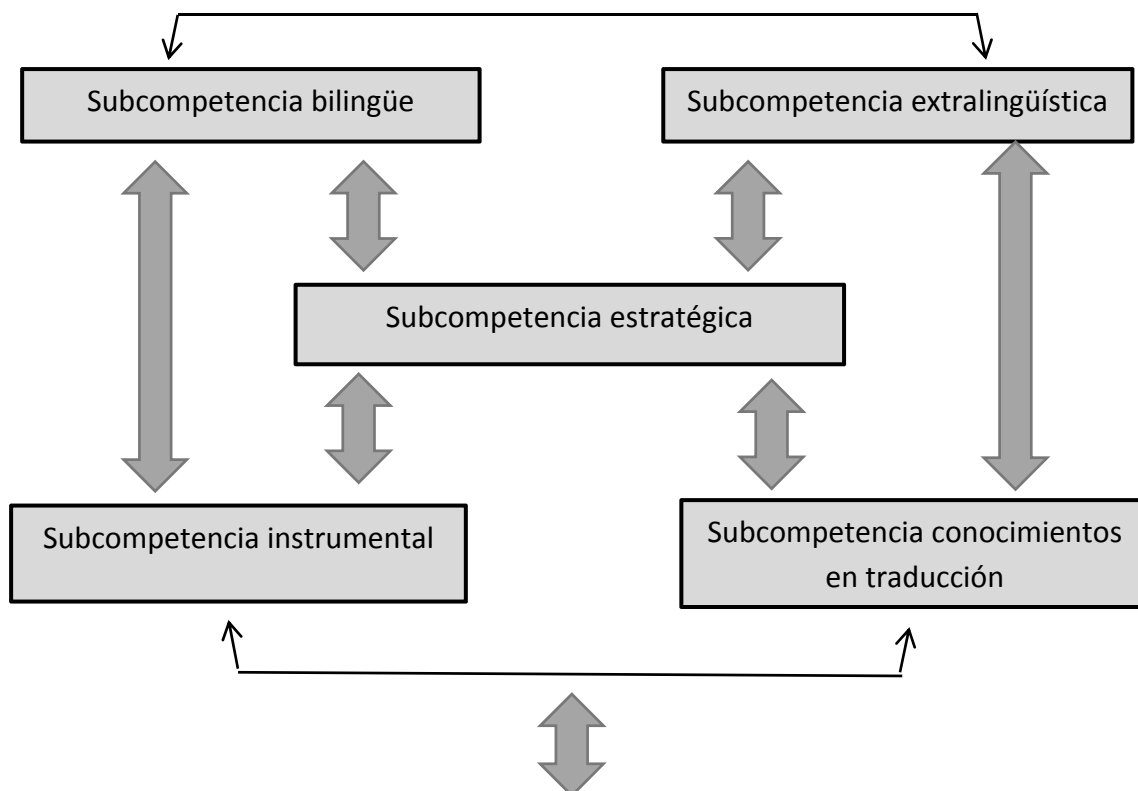 Subcompetencia bilingüe
Subcompetencia extralingüística
Subcompetencia estratégica
Subcompetencia instrumental
Subcompetencia conocimientos
en traducción